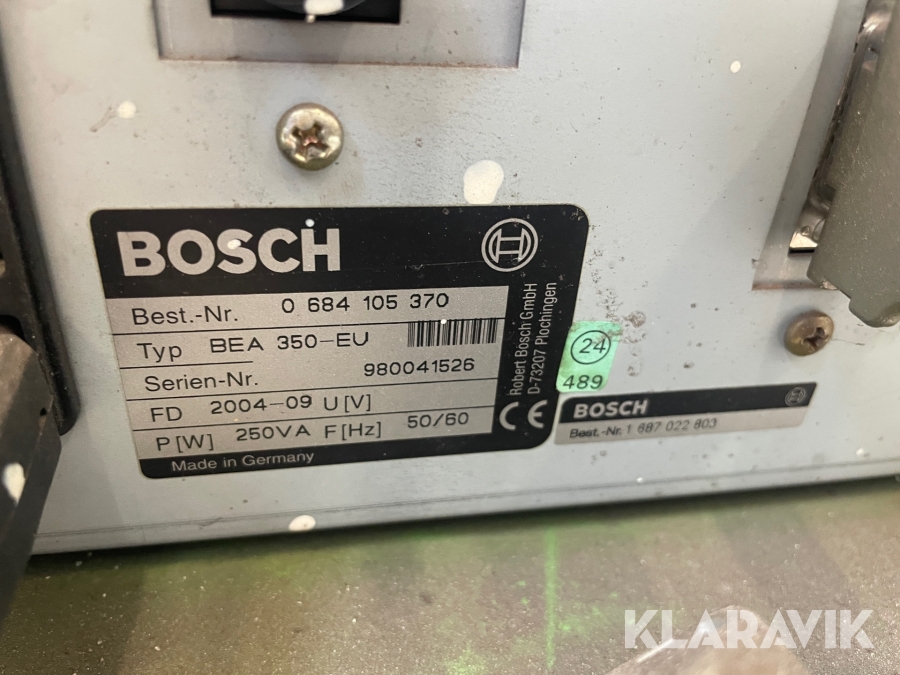 BOSCH
Best.-Nr. 0 684 105 370
Typ BEA 350-EU
Serien-Nr. 980041526
FD 2004-09 U [V]
P [W] 250VA F [Hz] 50/60
Made in Germany
Robert Bosch GmbH
D-73207 Plochingen
CE
24
489
BOSCH
Best.-Nr. 1 687 022 803
KLARAVIK